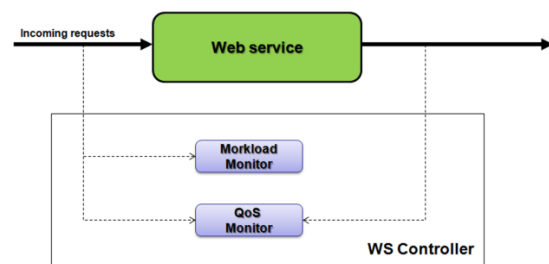 Incoming requests
Web service
Morkload
Monitor
QoS
Monitor
WS Controller